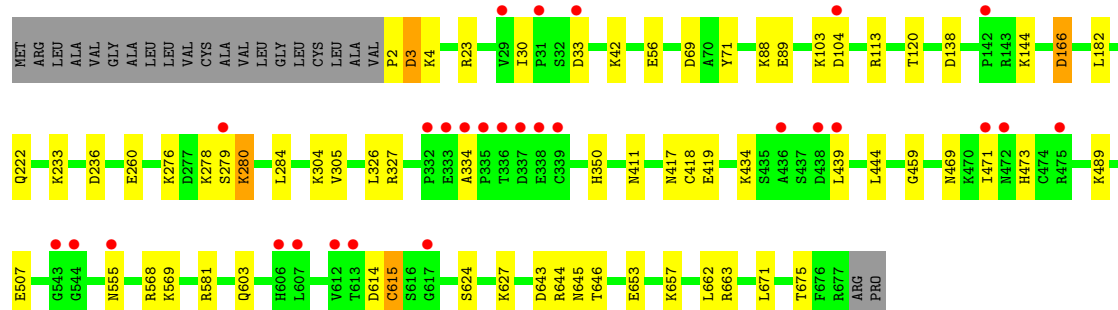 MET ARG LEU ALA VAL GLY ALA LEU LEU VAL CYS ALA VAL LEU GLY LEU CYS LEU ALA VAL P2 D3 K4 R23 V29 I30 P31 S32 D33 K42 E56 D69 A70 Y71 K88 E89 K103 D104 R113 T120 D138 P142 R143 K144 D166 L182
Q222 K233 D236 E260 K276 D277 K278 S279 K280 L284 K304 V305 L326 R327 P332 E333 A334 P335 T336 D337 E338 C339 H350 N411 N417 C418 E419 K434 S435 A436 S437 D438 L439 L444 G459 N469 K470 I471 N472 H473 C474 R475 K489
E507 G543 G544 N555 R568 K569 R581 Q603 H606 L607 V612 T613 D614 C615 S616 G617 S624 K627 D643 R644 N645 T646 E653 K657 L662 R663 L671 T675 F676 R677 ARG PRO